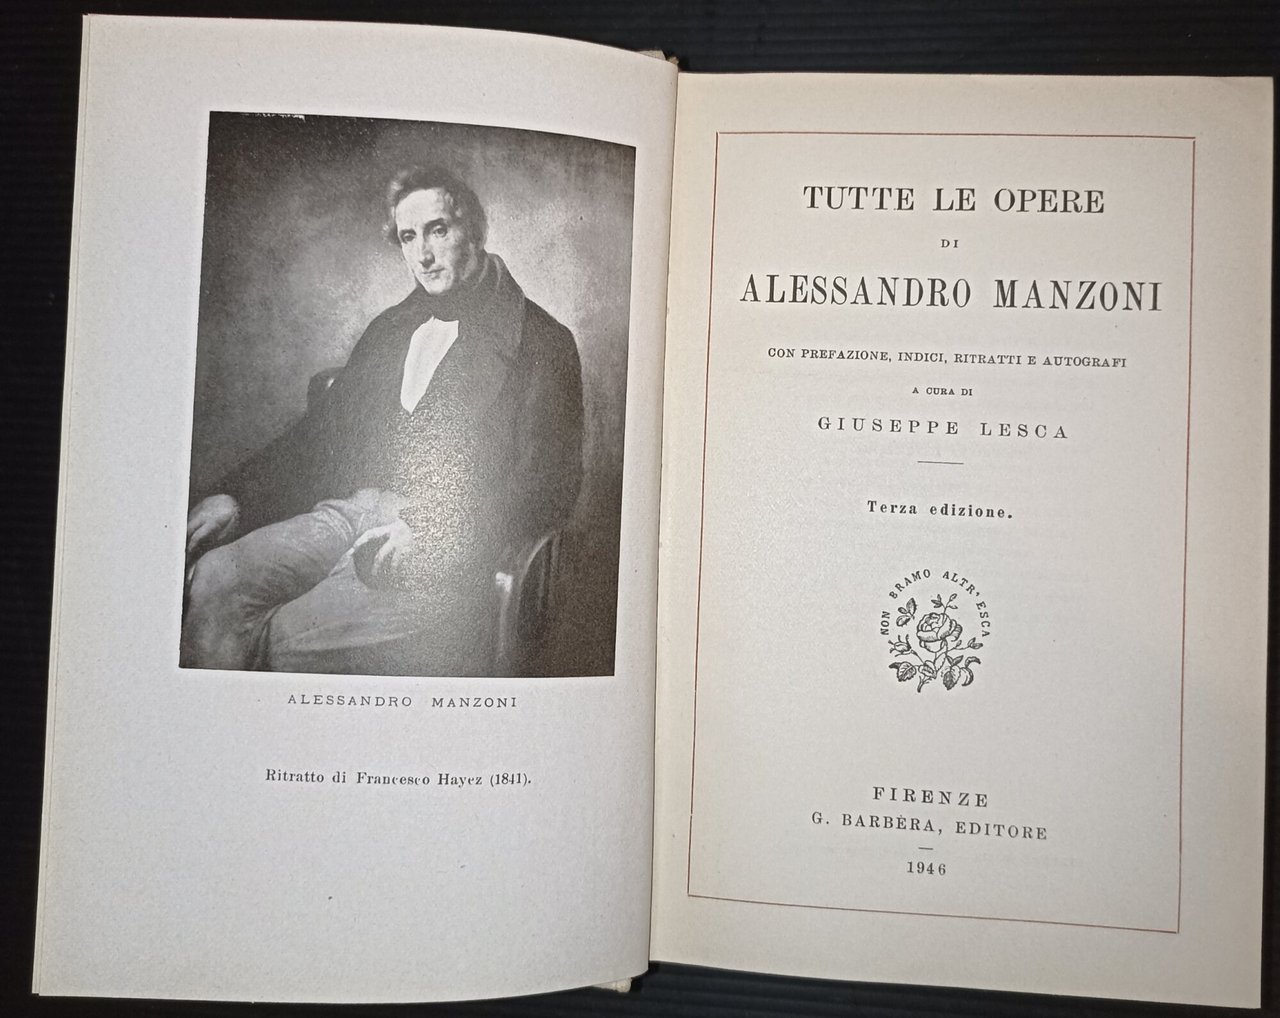 ALESSANDRO MANZONI
Ritratto di Francesco Hayez (1841).
TUTTE LE OPERE
DI
ALESSANDRO MANZONI
CON PREFAZIONE, INDICI, RITRATTI E AUTOGRAFI
A CURA DI
GIUSEPPE LESCA
Terza edizione.
NON BRAMO ALTR'ESCA
FIRENZE
G. BARBÈRA, EDITORE
1946